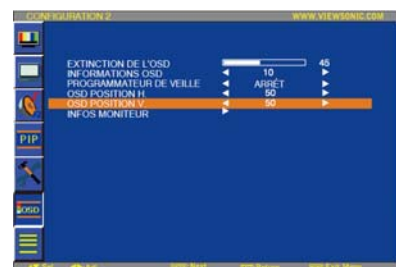 CONFIGURATION 2 WWW.VIEWSONIC.COM
EXTINCTION DE L'OSD 45
INFORMATIONS OSD 10
PROGRAMMATEUR DE VEILLE ARRÊT
OSD POSITION H. 50
OSD POSITION V. 50
INFOS MONITEUR
PIP
OSD